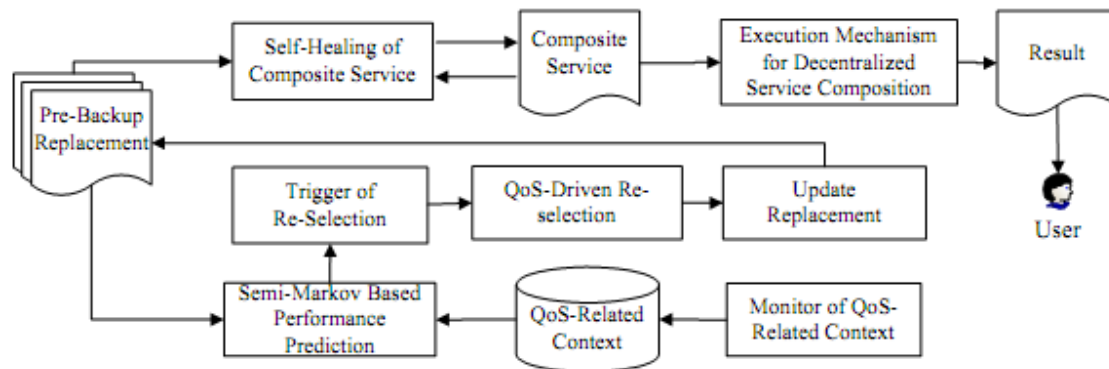 Self-Healing of
Composite Service
Composite
Service
Execution Mechanism
for Decentralized
Service Composition
Result
Pre-Backup
Replacement
Trigger of
Re-Selection
QoS-Driven Re-
selection
Update
Replacement
User
Semi-Markov Based
Performance
Prediction
QoS-Related
Context
Monitor of QoS-
Related Context